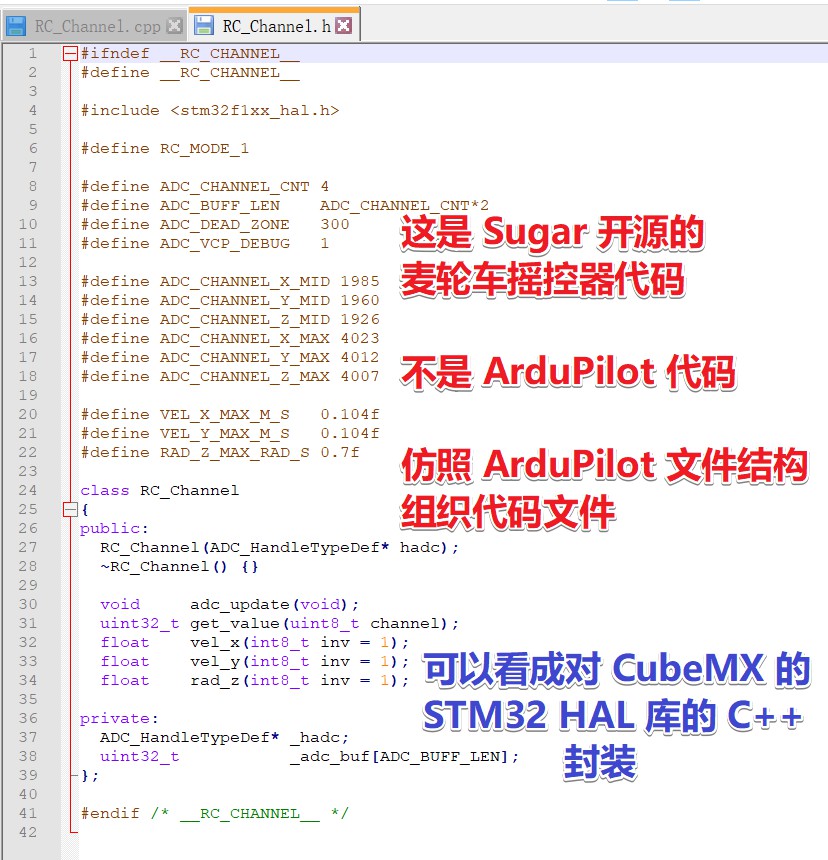 RC_Channel.cpp RC_Channel.h
1 #ifndef __RC_CHANNEL__
2 #define __RC_CHANNEL__
3
4 #include <stm32f1xx_hal.h>
5
6 #define RC_MODE_1
7
8 #define ADC_CHANNEL_CNT 4
9 #define ADC_BUFF_LEN    ADC_CHANNEL_CNT*2
10 #define ADC_DEAD_ZONE   300
11 #define ADC_VCP_DEBUG   1
12
13 #define ADC_CHANNEL_X_MID 1985
14 #define ADC_CHANNEL_Y_MID 1960
15 #define ADC_CHANNEL_Z_MID 1926
16 #define ADC_CHANNEL_X_MAX 4023
17 #define ADC_CHANNEL_Y_MAX 4012
18 #define ADC_CHANNEL_Z_MAX 4007
19
20 #define VEL_X_MAX_M_S   0.104f
21 #define VEL_Y_MAX_M_S   0.104f
22 #define RAD_Z_MAX_RAD_S 0.7f
23
24 class RC_Channel
25 {
26 public:
27   RC_Channel(ADC_HandleTypeDef* hadc);
28   ~RC_Channel() {}
29
30   void     adc_update(void);
31   uint32_t get_value(uint8_t channel);
32   float    vel_x(int8_t inv = 1);
33   float    vel_y(int8_t inv = 1);
34   float    rad_z(int8_t inv = 1);
35
36 private:
37   ADC_HandleTypeDef* _hadc;
38   uint32_t           _adc_buf[ADC_BUFF_LEN];
39 };
40
41 #endif /* __RC_CHANNEL__ */
42
这是 Sugar 开源的
麦轮车摇控器代码
不是 ArduPilot 代码
仿照 ArduPilot 文件结构
组织代码文件
可以看成对 CubeMX 的
STM32 HAL 库的 C++
封装